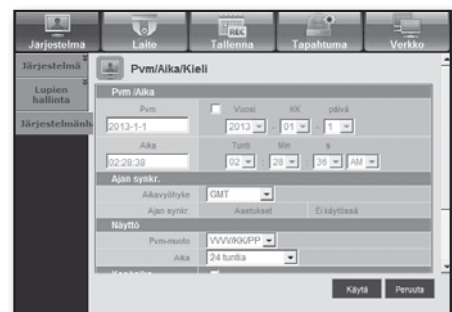 Järjestelmä Laite Tallenna Tapahtuma Verkko
REC
Järjestelmä
Lupien
hallinta
Järjestelmänh
Pvm/Aika/Kieli
Pvm /Aika
Pvm Vuosi KK päivä
2013-1-1 2013 - 01 - 1
Aika Tunti Min s
02:28:38 02 : 28 : 36 AM
Ajan synkr.
Aikavyöhyke GMT
Ajan synkr. Asetukset Ei käytössä
Näyttö
Pvm-muoto VVVV/KK/PP
Aika 24 tuntia
Käytä Peruuta